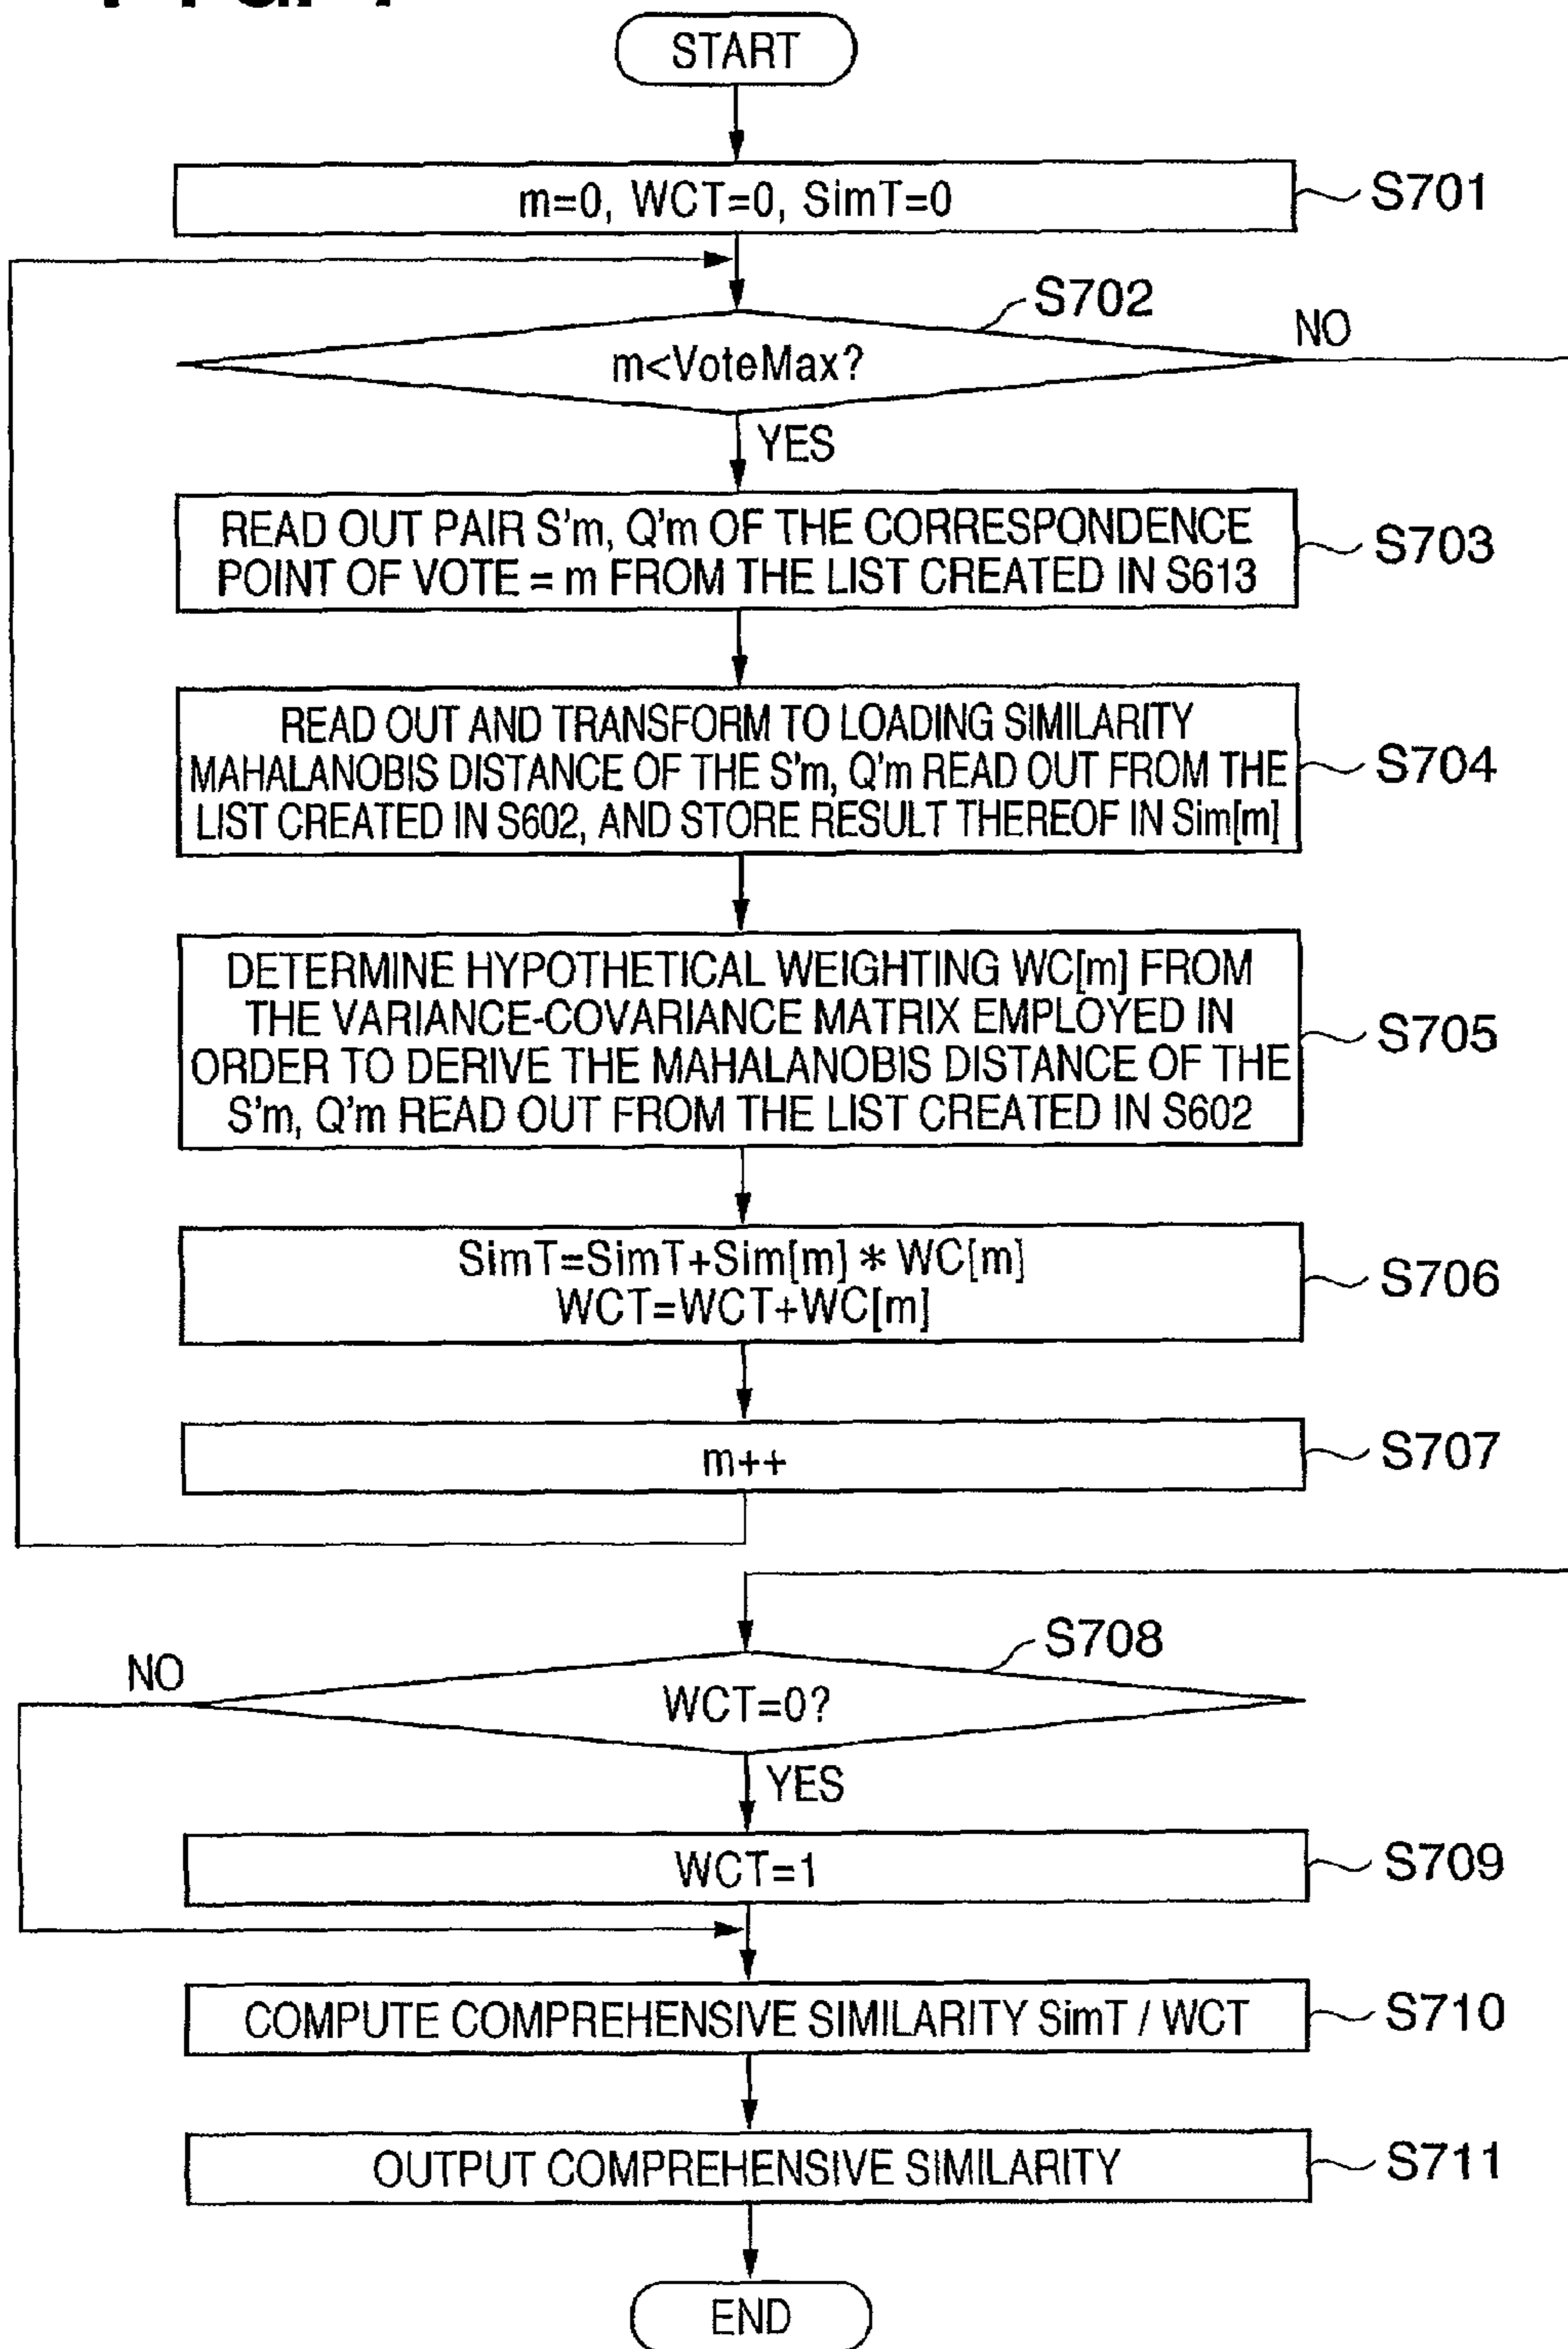 START
m=0, WCT=0, SimT=0
S701
S702
NO
m<VoteMax?
YES
READ OUT PAIR S'm, Q'm OF THE CORRESPONDENCE
POINT OF VOTE = m FROM THE LIST CREATED IN S613
S703
READ OUT AND TRANSFORM TO LOADING SIMILARITY
MAHALANOBIS DISTANCE OF THE S'm, Q'm READ OUT FROM THE
LIST CREATED IN S602, AND STORE RESULT THEREOF IN Sim[m]
S704
DETERMINE HYPOTHETICAL WEIGHTING WC[m] FROM
THE VARIANCE-COVARIANCE MATRIX EMPLOYED IN
ORDER TO DERIVE THE MAHALANOBIS DISTANCE OF THE
S'm, Q'm READ OUT FROM THE LIST CREATED IN S602
S705
SimT=SimT+Sim[m] * WC[m]
WCT=WCT+WC[m]
S706
m++
S707
S708
NO
WCT=0?
YES
WCT=1
S709
COMPUTE COMPREHENSIVE SIMILARITY SimT / WCT
S710
OUTPUT COMPREHENSIVE SIMILARITY
S711
END